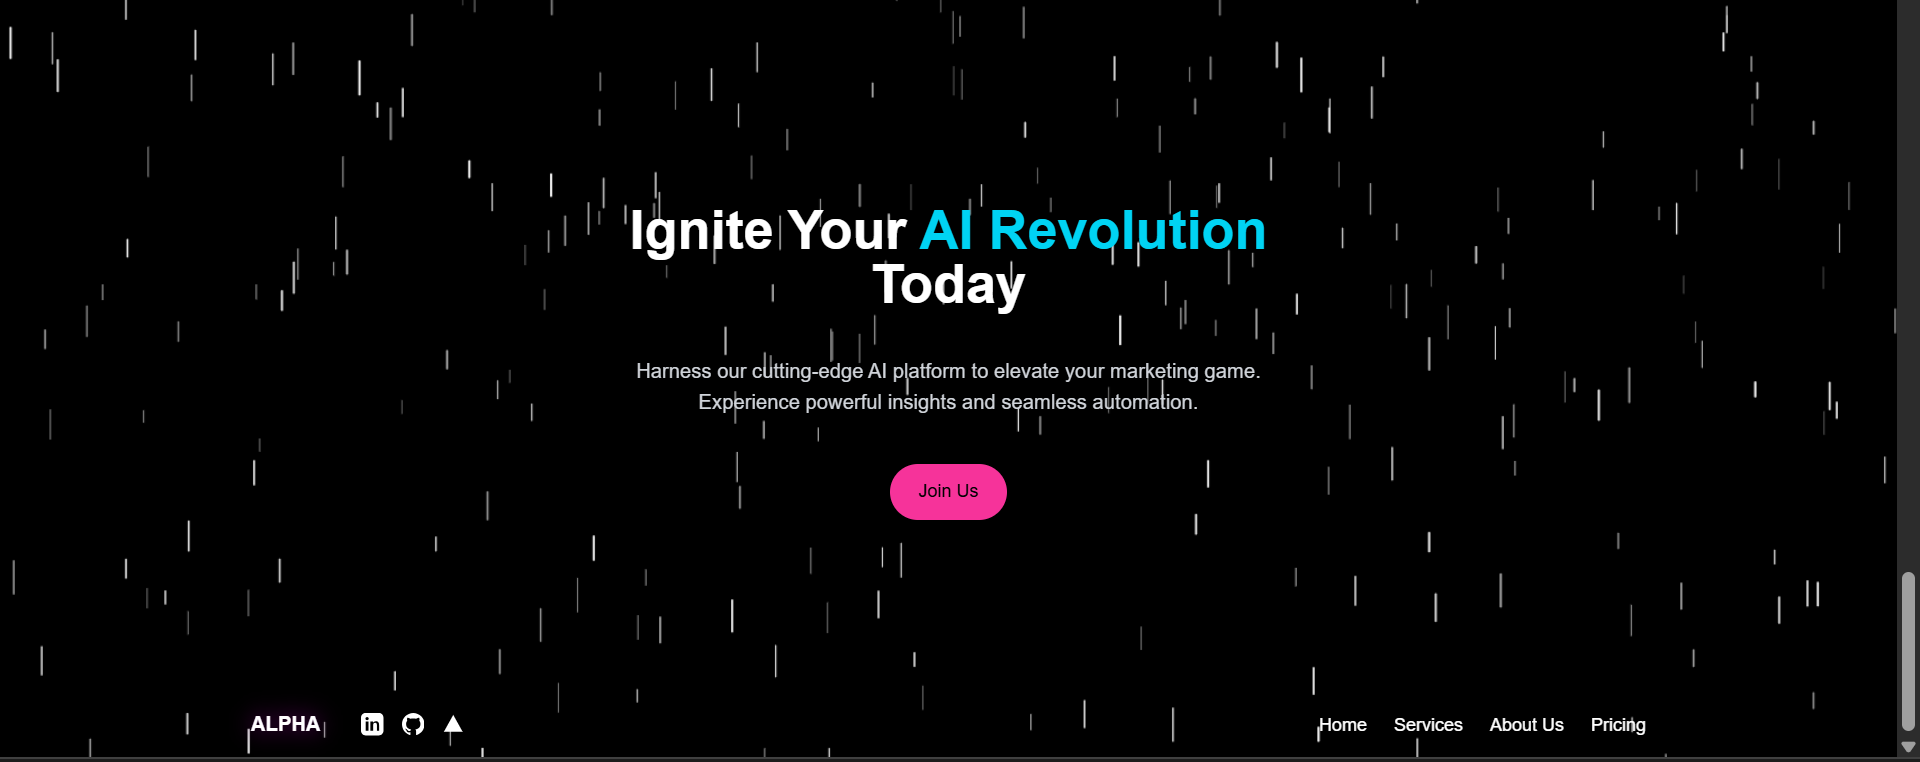 Ignite Your AI Revolution
Today
Harness our cutting-edge AI platform to elevate your marketing game.
Experience powerful insights and seamless automation.
Join Us
ALPHA in Home Services About Us Pricing